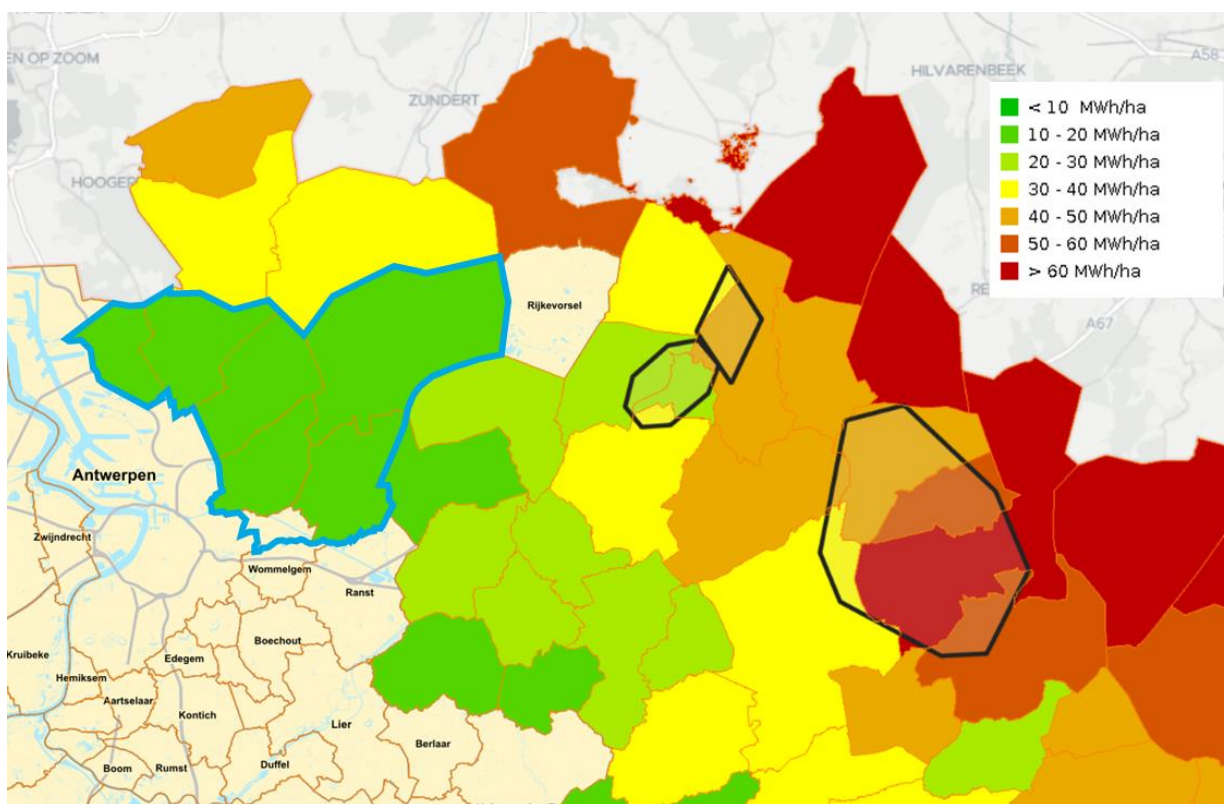 EN OP ZOOM
ZUNDERT
HILVARENBEEK
A58
HOOGER
< 10 MWh/ha
10 - 20 MWh/ha
20 - 30 MWh/ha
30 - 40 MWh/ha
40 - 50 MWh/ha
50 - 60 MWh/ha
> 60 MWh/ha
RE
A67
Rijkevorsel
Antwerpen
Zwijndrecht
Wommelgem
Ranst
Boechout
Kruibeke
Edegem
Hemiksem
Aartselaar
Kontich
Lier
Berlaar
Boom
Rumst
Duffel